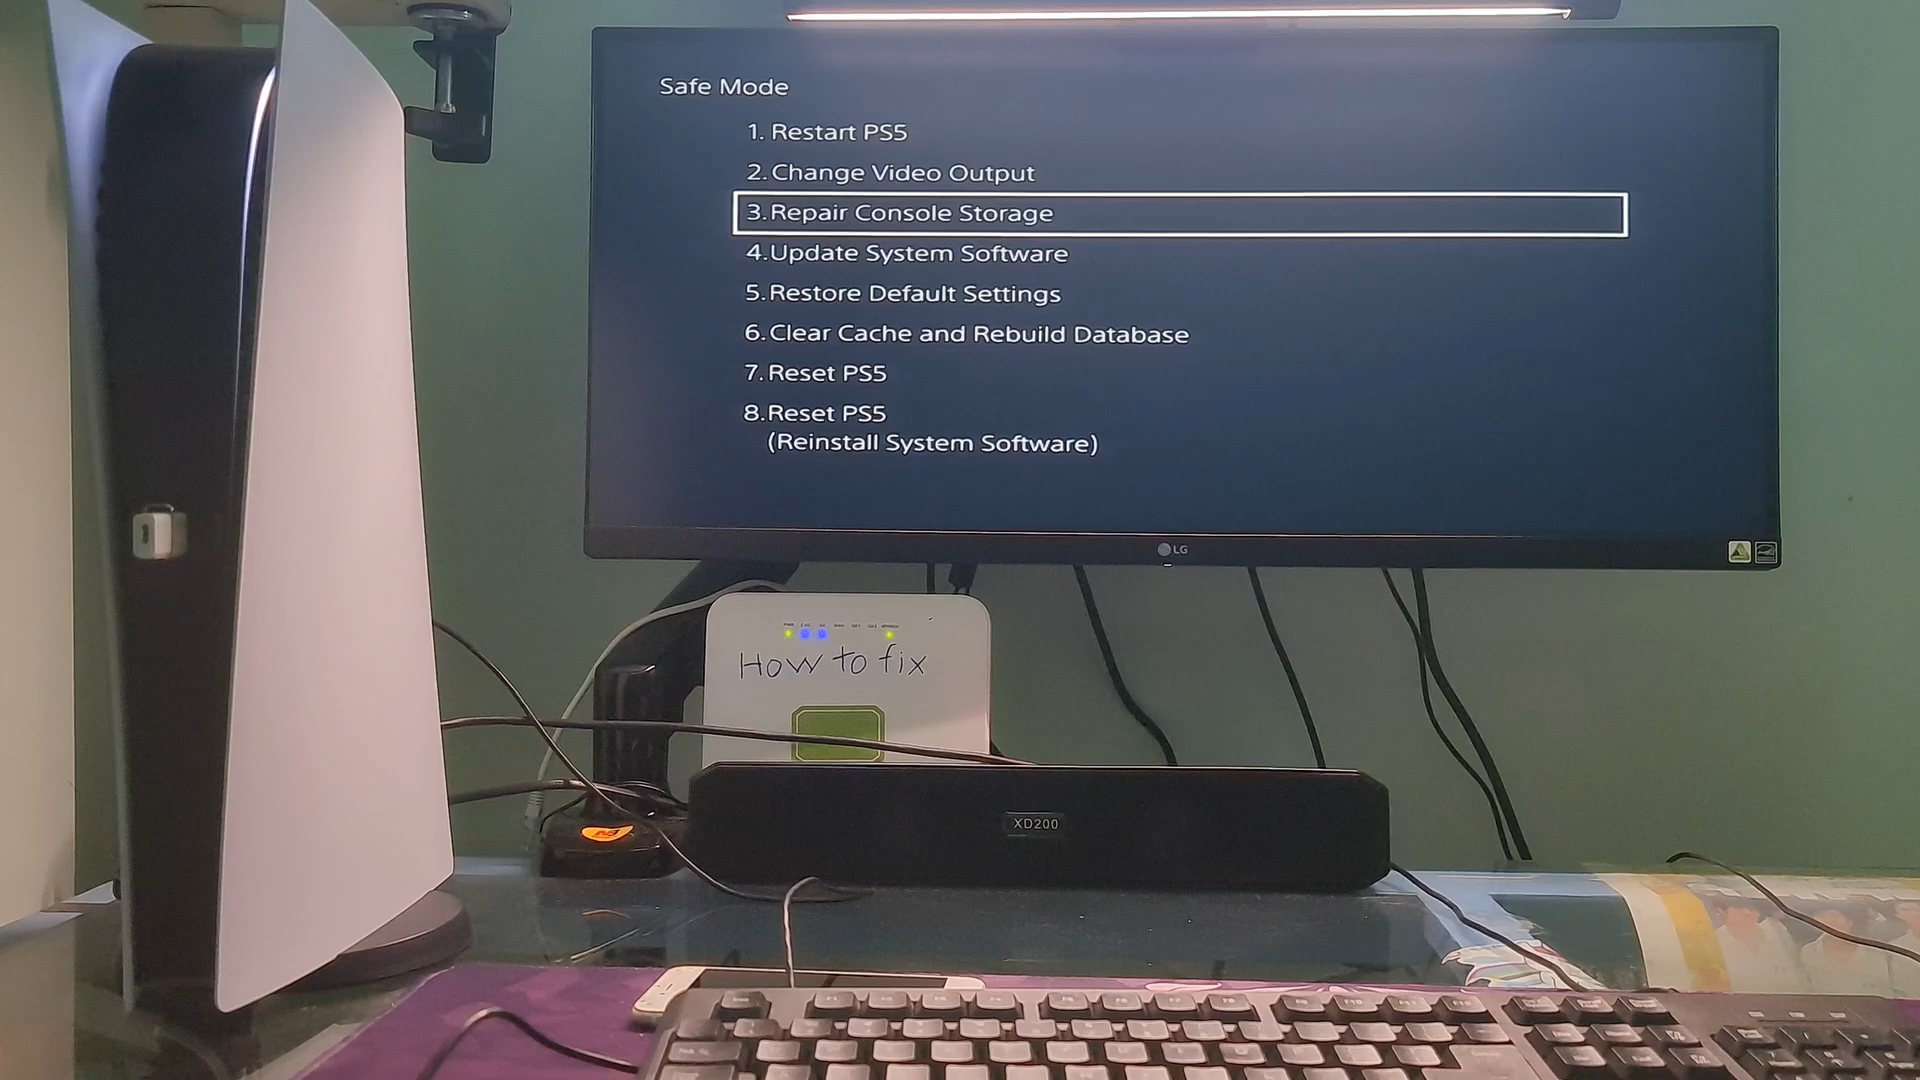 Safe Mode
1. Restart PS5
2. Change Video Output
3. Repair Console Storage
4. Update System Software
5. Restore Default Settings
6. Clear Cache and Rebuild Database
7. Reset PS5
8. Reset PS5
(Reinstall System Software)
LG
How to fix
XD200